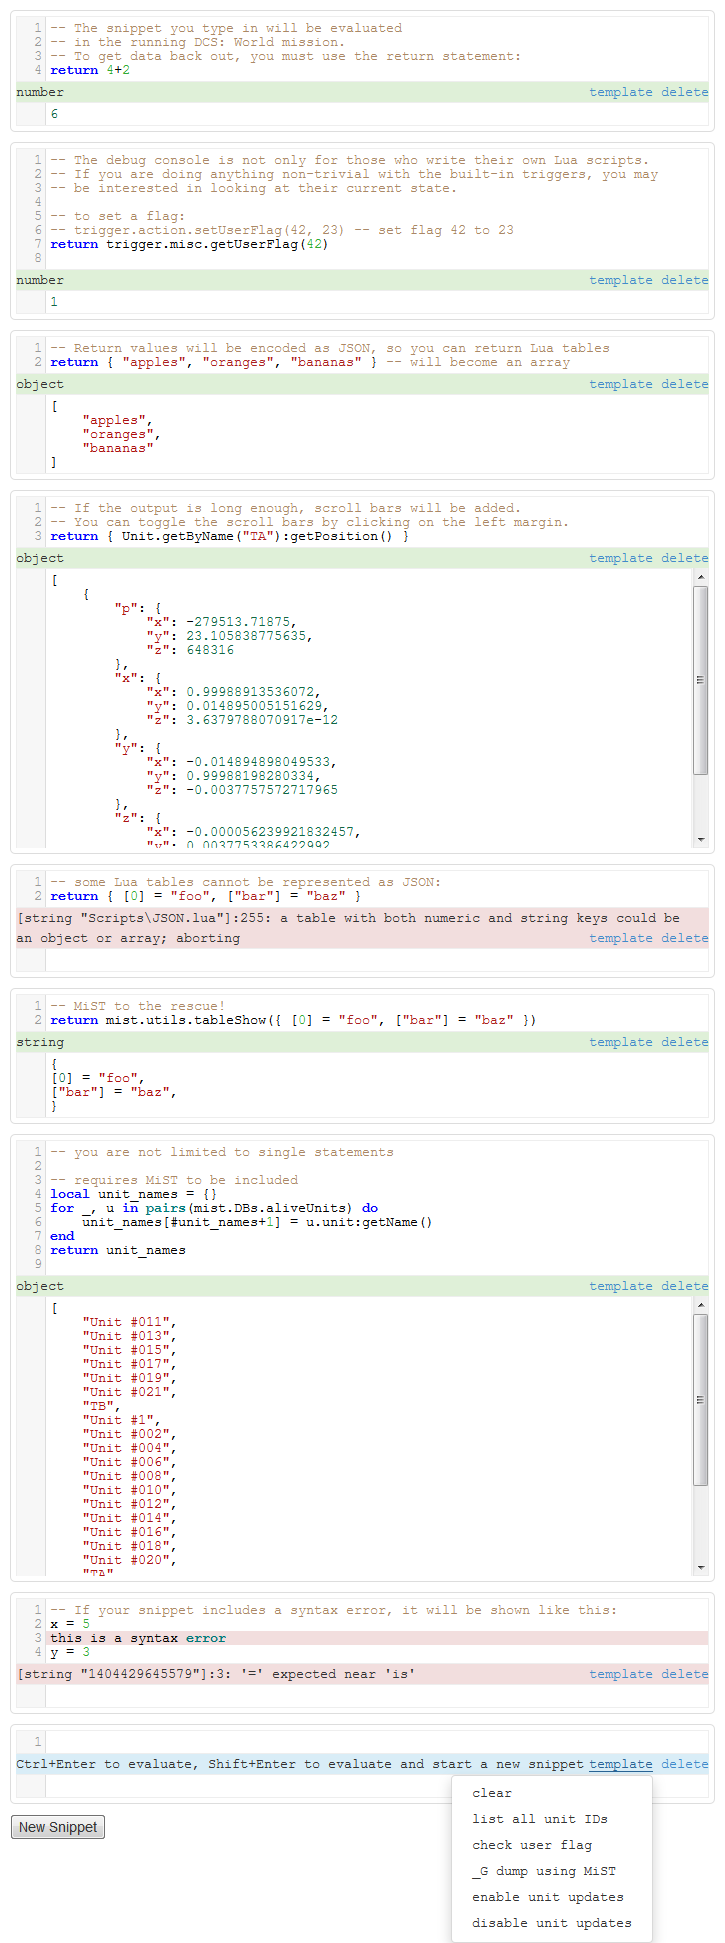 1 -- The snippet you type in will be evaluated
2 -- in the running DCS: World mission.
3 -- To get data back out, you must use the return statement:
4 return 4+2
number template delete
6
1 -- The debug console is not only for those who write their own Lua scripts.
2 -- If you are doing anything non-trivial with the built-in triggers, you may
3 -- be interested in looking at their current state.
4
5 -- to set a flag:
6 -- trigger.action.setUserFlag(42, 23) -- set flag 42 to 23
7 return trigger.misc.getUserFlag(42)
8
number template delete
1
1 -- Return values will be encoded as JSON, so you can return Lua tables
2 return { "apples", "oranges", "bananas" } -- will become an array
object template delete
[
"apples",
"oranges",
"bananas"
]
1 -- If the output is long enough, scroll bars will be added.
2 -- You can toggle the scroll bars by clicking on the left margin.
3 return { Unit.getByName("TA"):getPosition() }
object template delete
[
{
"p": {
"x": -279513.71875,
"y": 23.105838775635,
"z": 648316
},
"x": {
"x": 0.99988913536072,
"y": 0.014895005151629,
"z": 3.6379788070917e-12
},
"y": {
"x": -0.014894898049533,
"y": 0.99988198280334,
"z": -0.0037757572717965
},
"z": {
"x": -0.000056239921832457,
"y": 0.0037753386422992
1 -- some Lua tables cannot be represented as JSON:
2 return { [0] = "foo", ["bar"] = "baz" }
[string "Scripts\JSON.lua"]:255: a table with both numeric and string keys could be
an object or array; aborting template delete
1 -- MiST to the rescue!
2 return mist.utils.tableShow({ [0] = "foo", ["bar"] = "baz" })
string template delete
{
[0] = "foo",
["bar"] = "baz",
}
1 -- you are not limited to single statements
2
3 -- requires MiST to be included
4 local unit_names = {}
5 for _, u in pairs(mist.DBs.aliveUnits) do
6 unit_names[#unit_names+1] = u.unit:getName()
7 end
8 return unit_names
9
object template delete
[
"Unit #011",
"Unit #013",
"Unit #015",
"Unit #017",
"Unit #019",
"Unit #021",
"TB",
"Unit #1",
"Unit #002",
"Unit #004",
"Unit #006",
"Unit #008",
"Unit #010",
"Unit #012",
"Unit #014",
"Unit #016",
"Unit #018",
"Unit #020",
"TA"
1 -- If your snippet includes a syntax error, it will be shown like this:
2 x = 5
3 this is a syntax error
4 y = 3
[string "1404429645579"]:3: '=' expected near 'is' template delete
1
Ctrl+Enter to evaluate, Shift+Enter to evaluate and start a new snippet template delete
clear
list all unit IDs
check user flag
_G dump using MiST
enable unit updates
disable unit updates
New Snippet